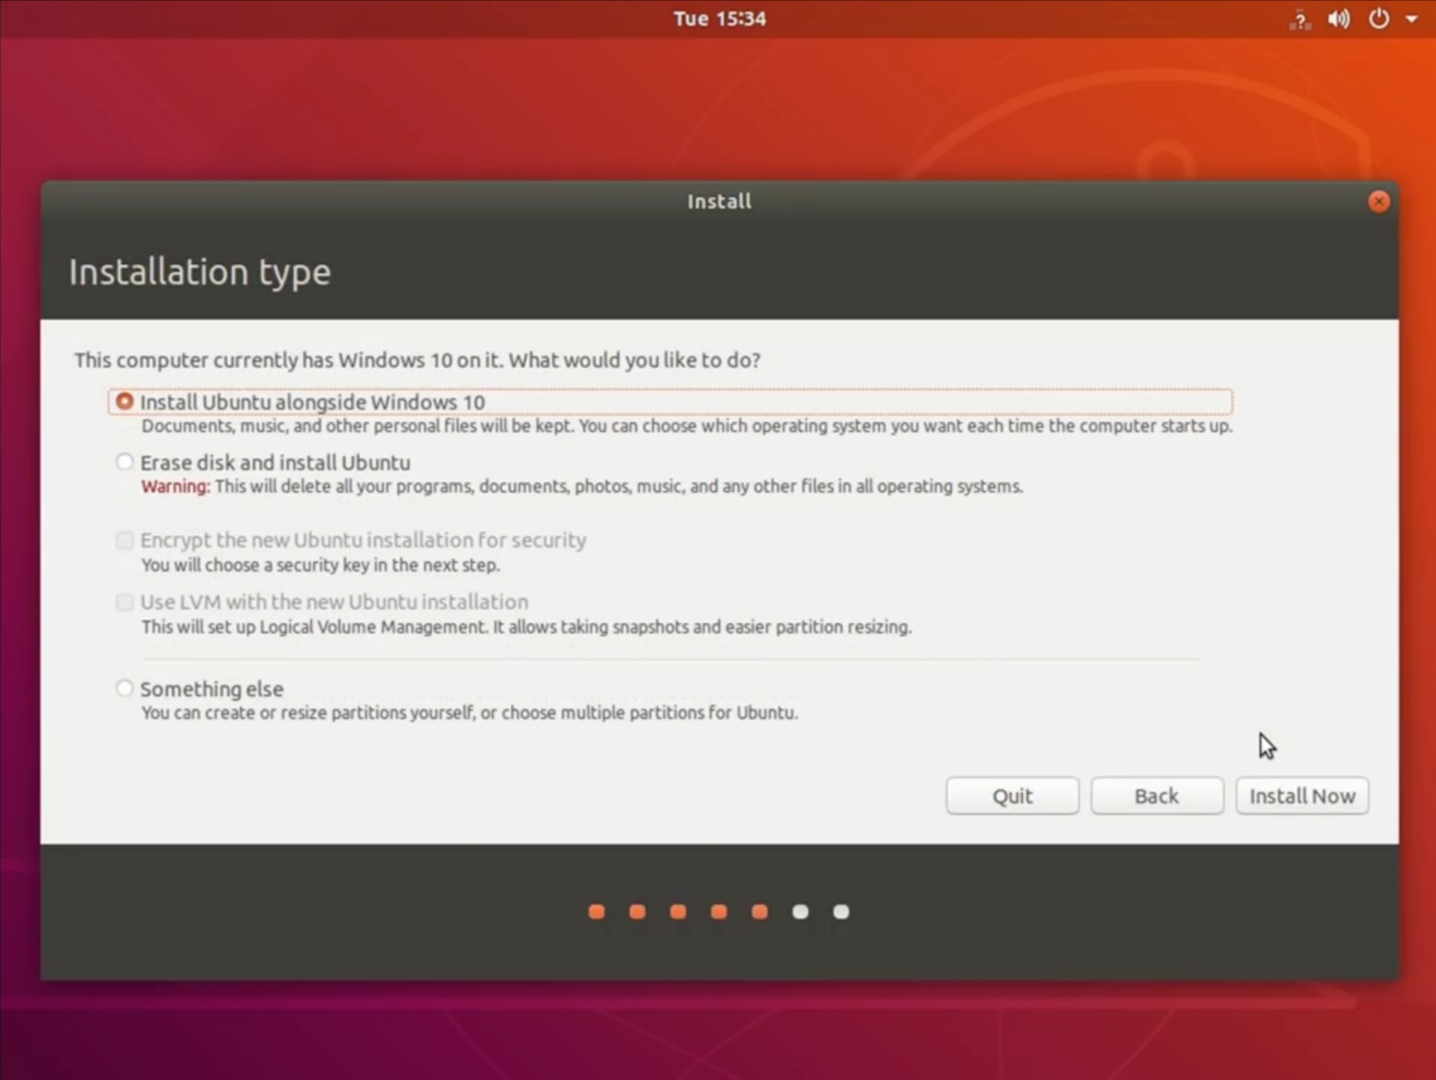 Tue 15:34
?
Install
Installation type
This computer currently has Windows 10 on it. What would you like to do?
Install Ubuntu alongside Windows 10
Documents, music, and other personal files will be kept. You can choose which operating system you want each time the computer starts up.
Erase disk and install Ubuntu
Warning: This will delete all your programs, documents, photos, music, and any other files in all operating systems.
Encrypt the new Ubuntu installation for security
You will choose a security key in the next step.
Use LVM with the new Ubuntu installation
This will set up Logical Volume Management. It allows taking snapshots and easier partition resizing.
Something else
You can create or resize partitions yourself, or choose multiple partitions for Ubuntu.
Quit Back Install Now